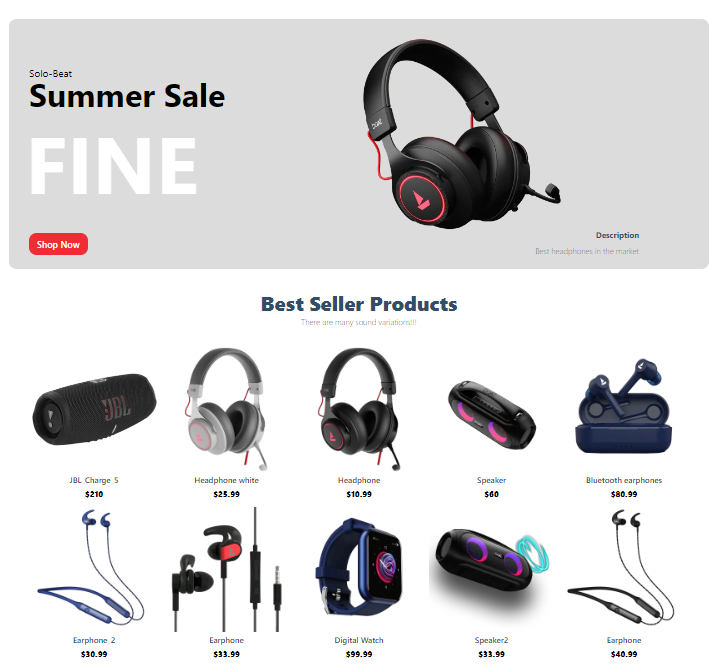 Solo-Beat
Summer Sale
FINE
Shop Now
Description
Best headphones in the market
Best Seller Products
There are many sound variations!!!
JBL
JBL Charge 5
$210
Headphone white
$25.99
Headphone
$10.99
Speaker
$60
Bluetooth earphones
$80.99
Earphone 2
$30.99
Earphone
$33.99
Digital Watch
$99.99
Speaker2
$33.99
Earphone
$40.99